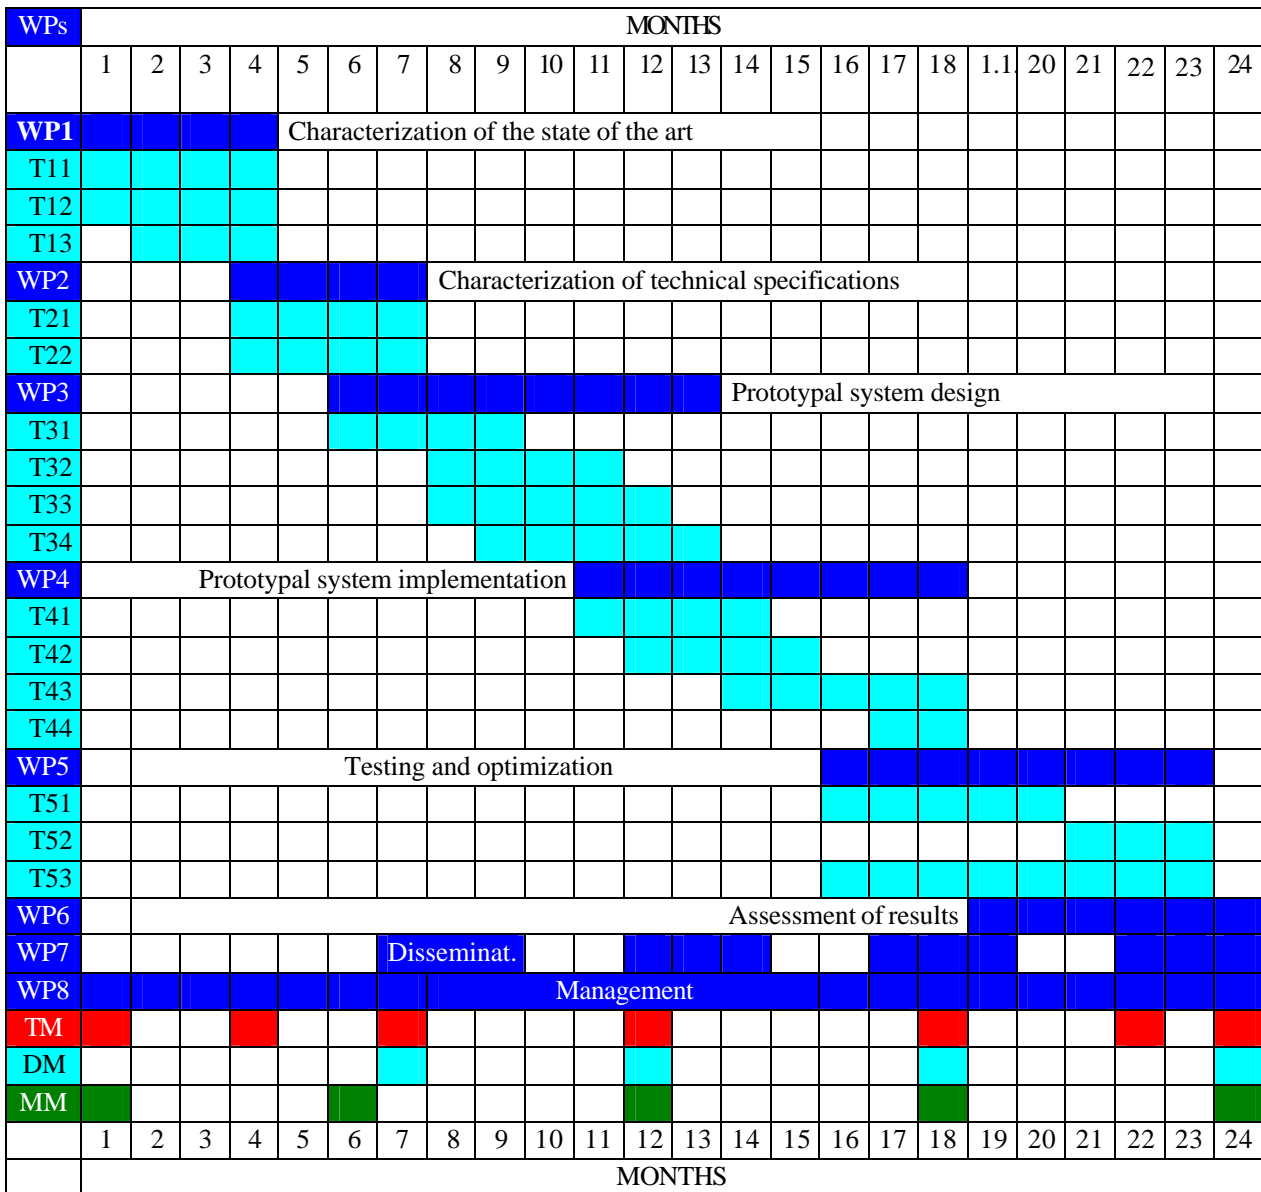 WPs MONTHS
1 2 3 4 5 6 7 8 9 10 11 12 13 14 15 16 17 18 1.1. 20 21 22 23 24
WP1 Characterization of the state of the art
T11
T12
T13
WP2 Characterization of technical specifications
T21
T22
WP3 Prototypal system design
T31
T32
T33
T34
WP4 Prototypal system implementation
T41
T42
T43
T44
WP5 Testing and optimization
T51
T52
T53
WP6 Assessment of results
WP7 Disseminat.
WP8 Management
TM
DM
MM
1 2 3 4 5 6 7 8 9 10 11 12 13 14 15 16 17 18 19 20 21 22 23 24
MONTHS